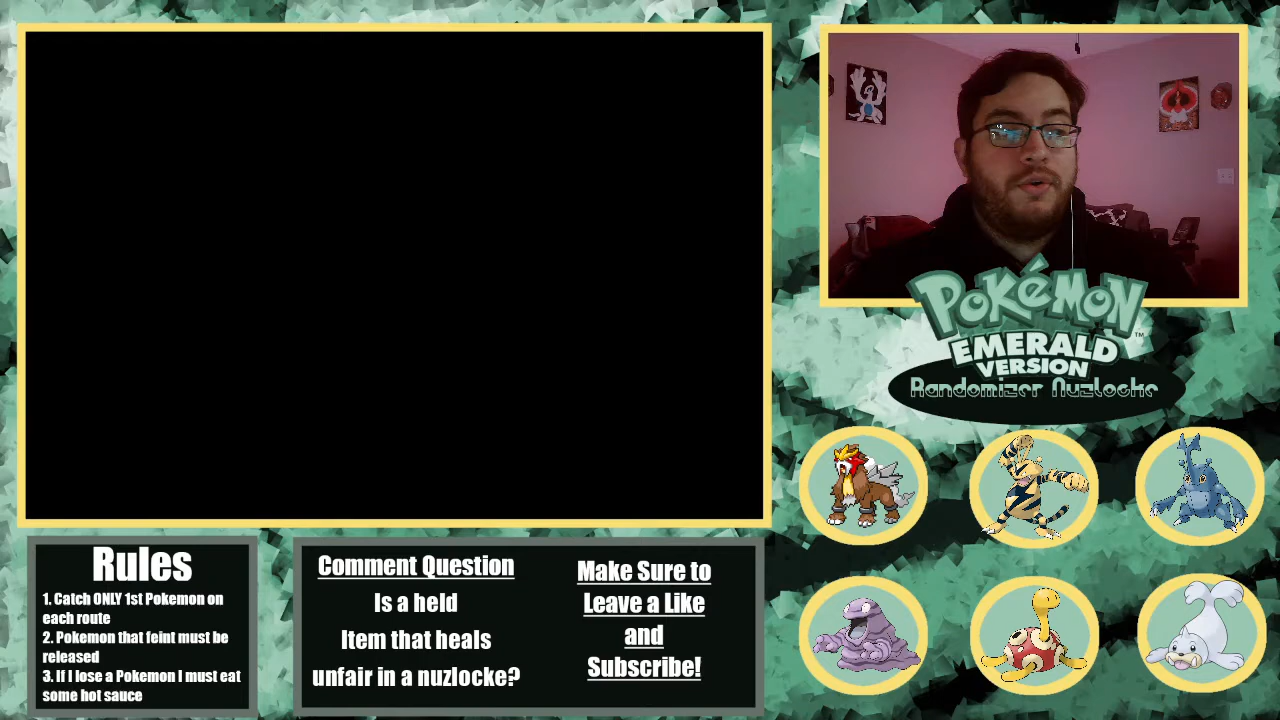 POKéMON
™
EMERALD
VERSION
Randomizer Nuzlocke
Rules
1. Catch ONLY 1st Pokemon on
each route
2. Pokemon that feint must be
released
3. If I lose a Pokemon I must eat
some hot sauce
Comment Question
Is a held
Item that heals
unfair in a nuzlocke?
Make Sure to
Leave a Like
and
Subscribe!